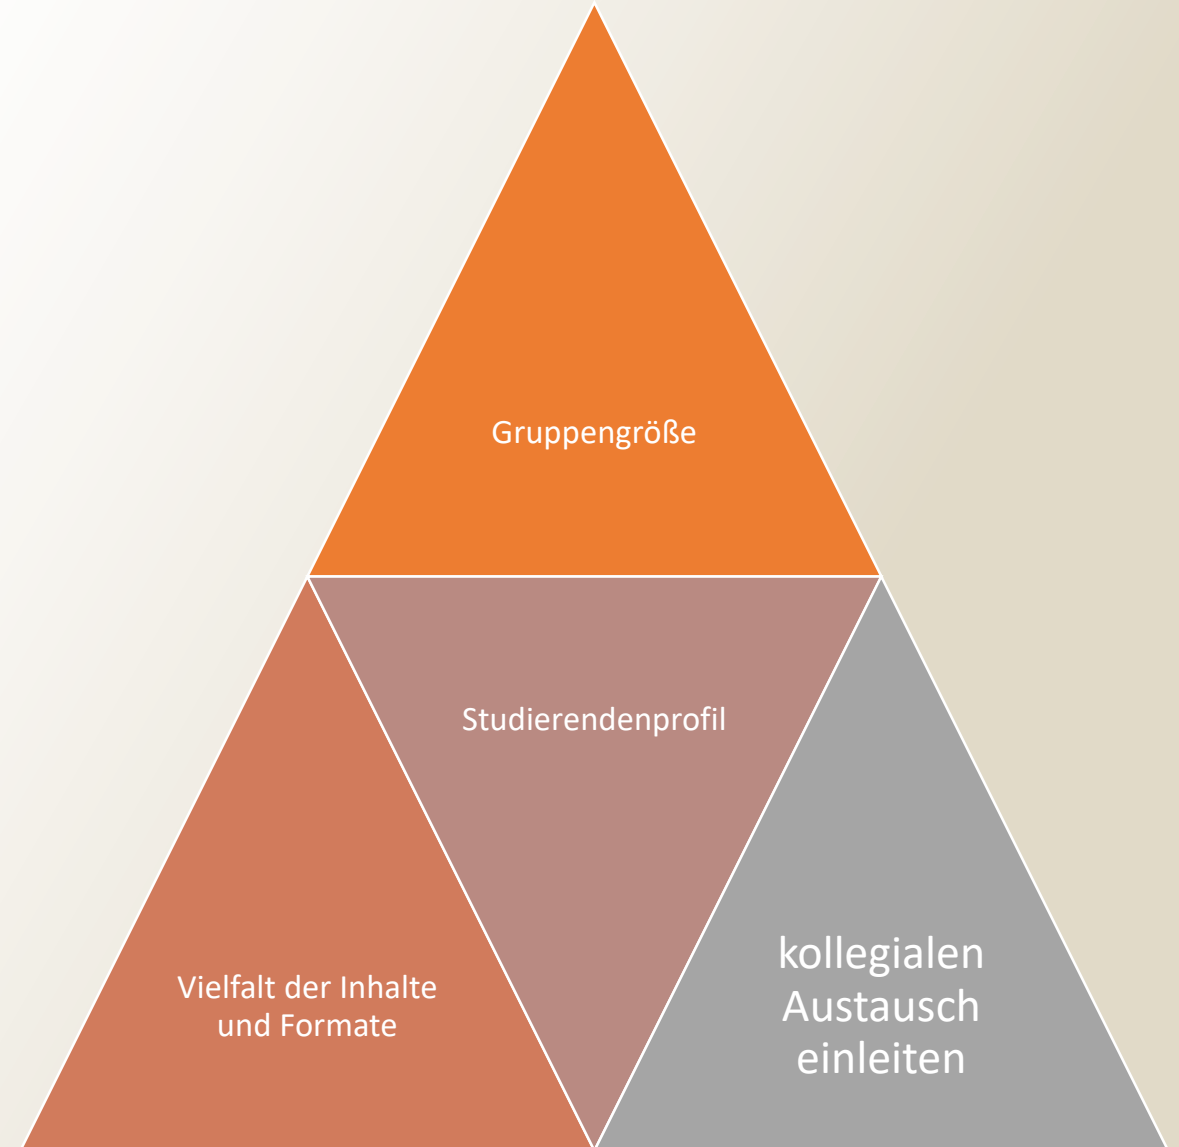 Gruppengröße
Studierendenprofil
Vielfalt der Inhalte
und Formate
kollegialen
Austausch
einleiten